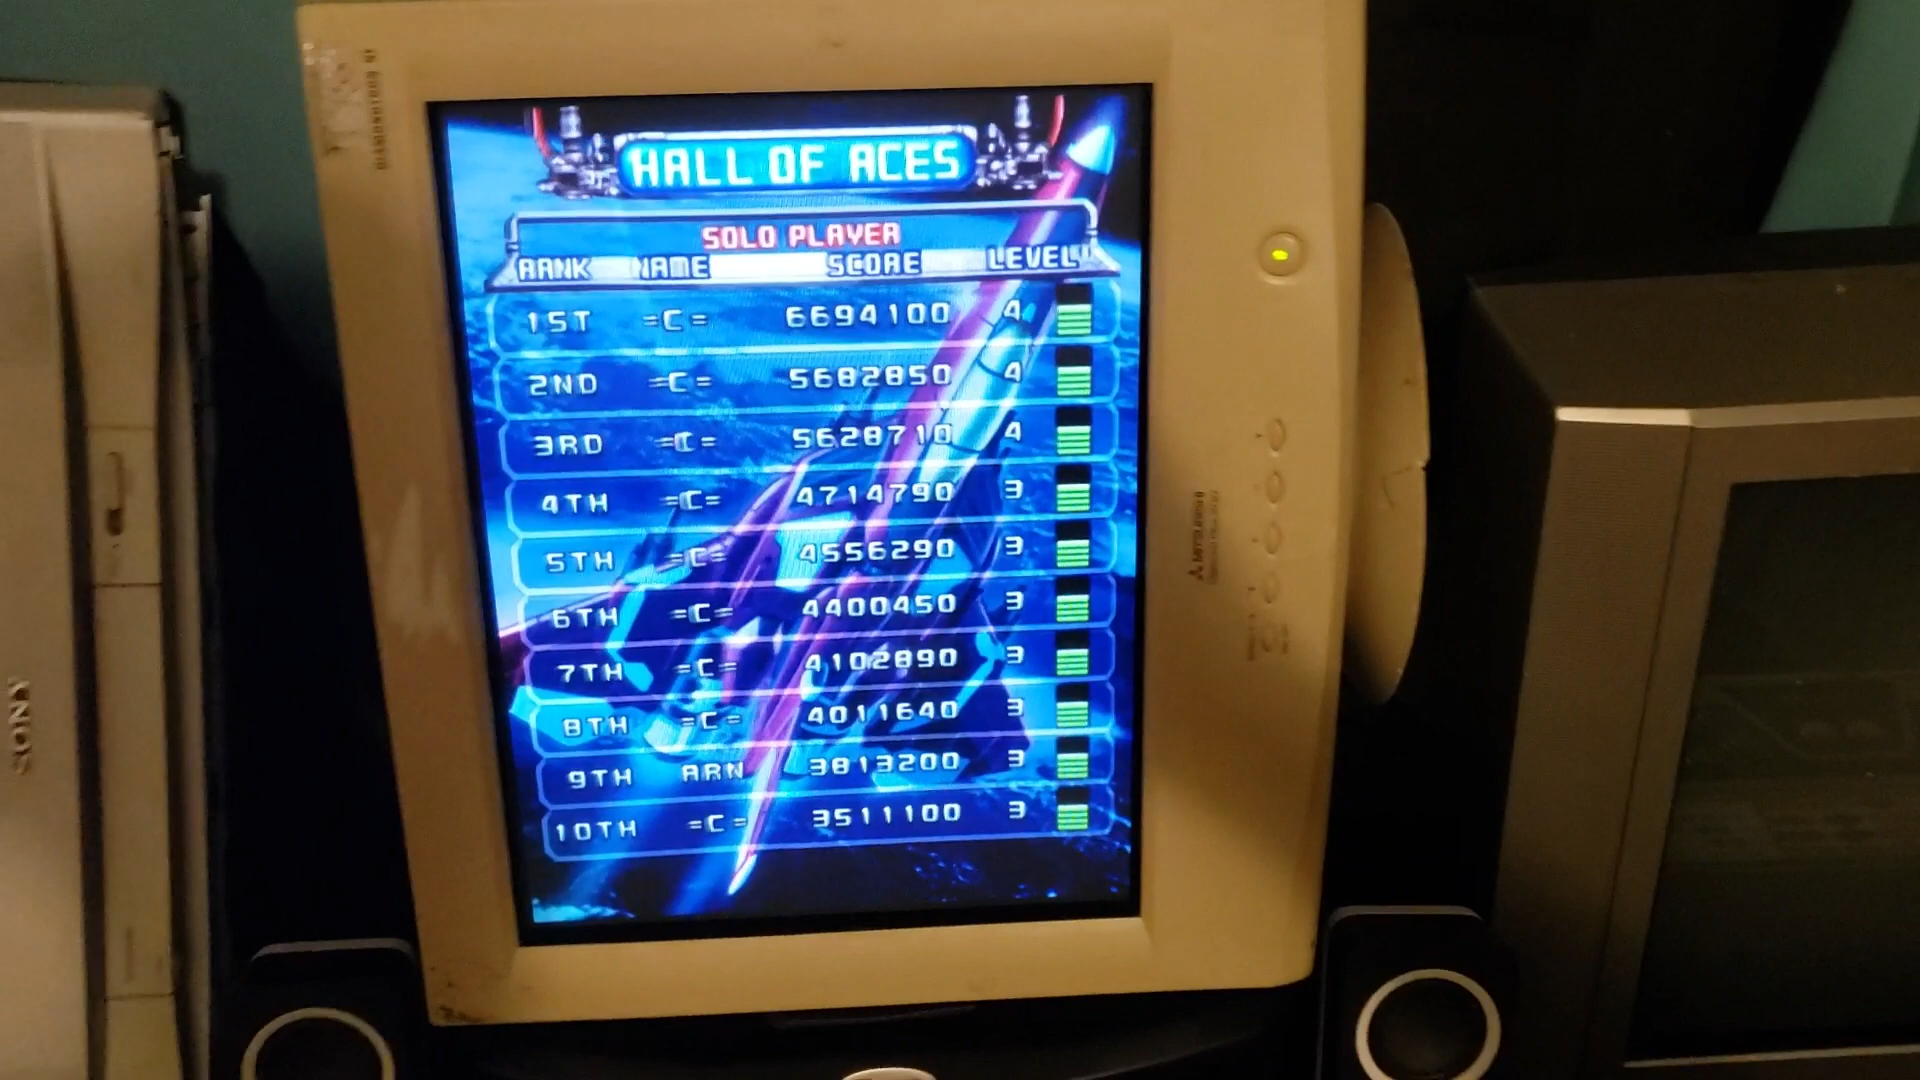 HALL OF ACES
SOLO PLAYER
RANK NAME SCORE LEVEL
1ST =C= 6694100 4
2ND =C= 5682850 4
3RD =C= 5628710 4
4TH =C= 4714790 3
5TH =C= 4556290 3
6TH =C= 4400450 3
7TH =C= 4102890 3
8TH =C= 4011640 3
9TH ARN 3813200 3
10TH =C= 3511100 3
SONY
MITSUBISHI